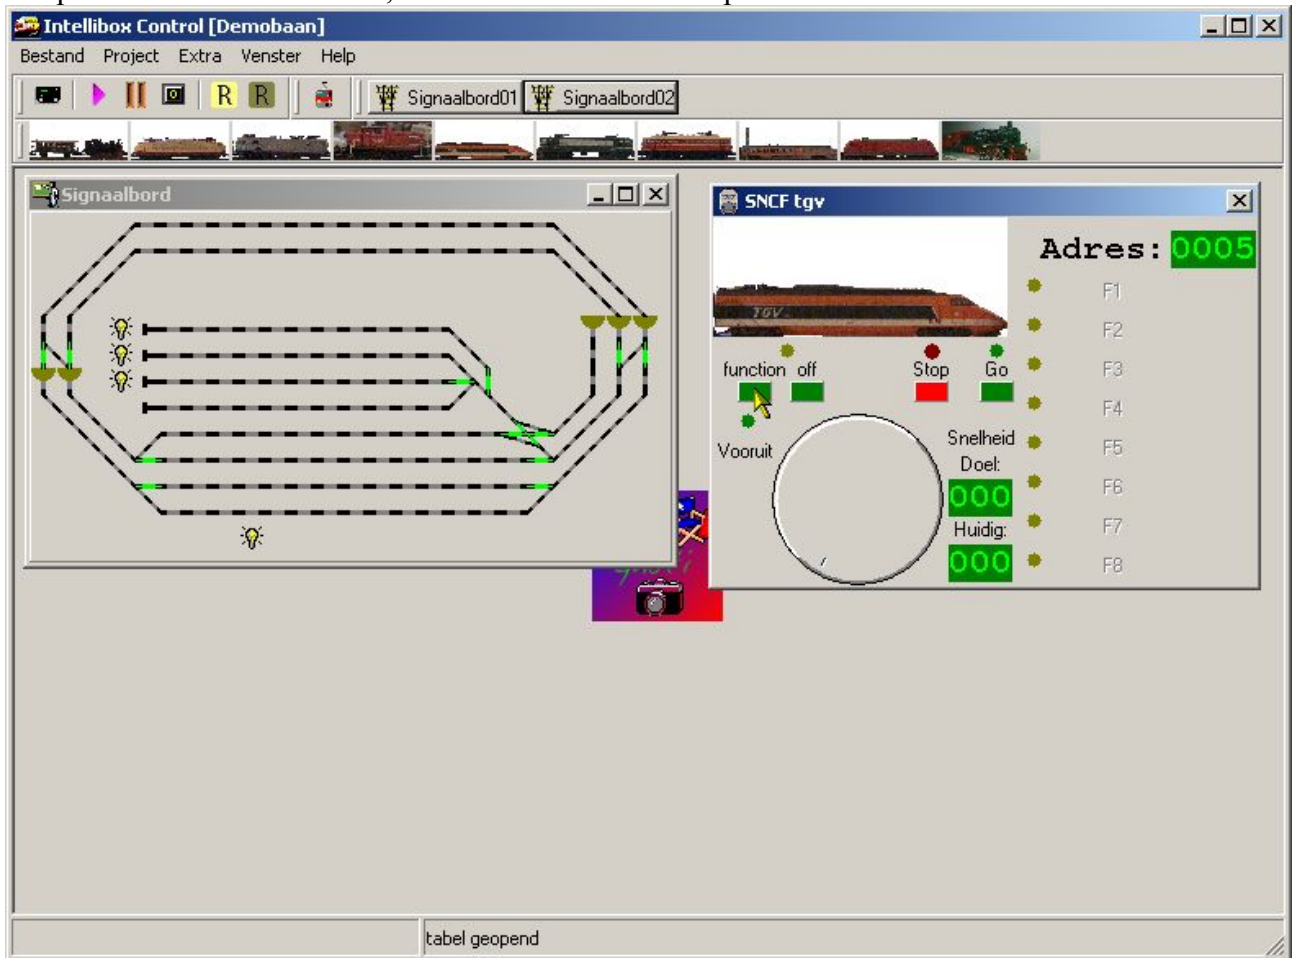 Intellibox Control [Demobaan]
Bestand Project Extra Venster Help
R R Signaalbord01 Signaalbord02
Signaalbord
SNCF tgv
Adres: 0005
TGV
F1
F2
F3
F4
F5
F6
F7
F8
function off Stop Go
Vooruit
Snelheid
Doel:
000
Huidig:
000
tabel geopend